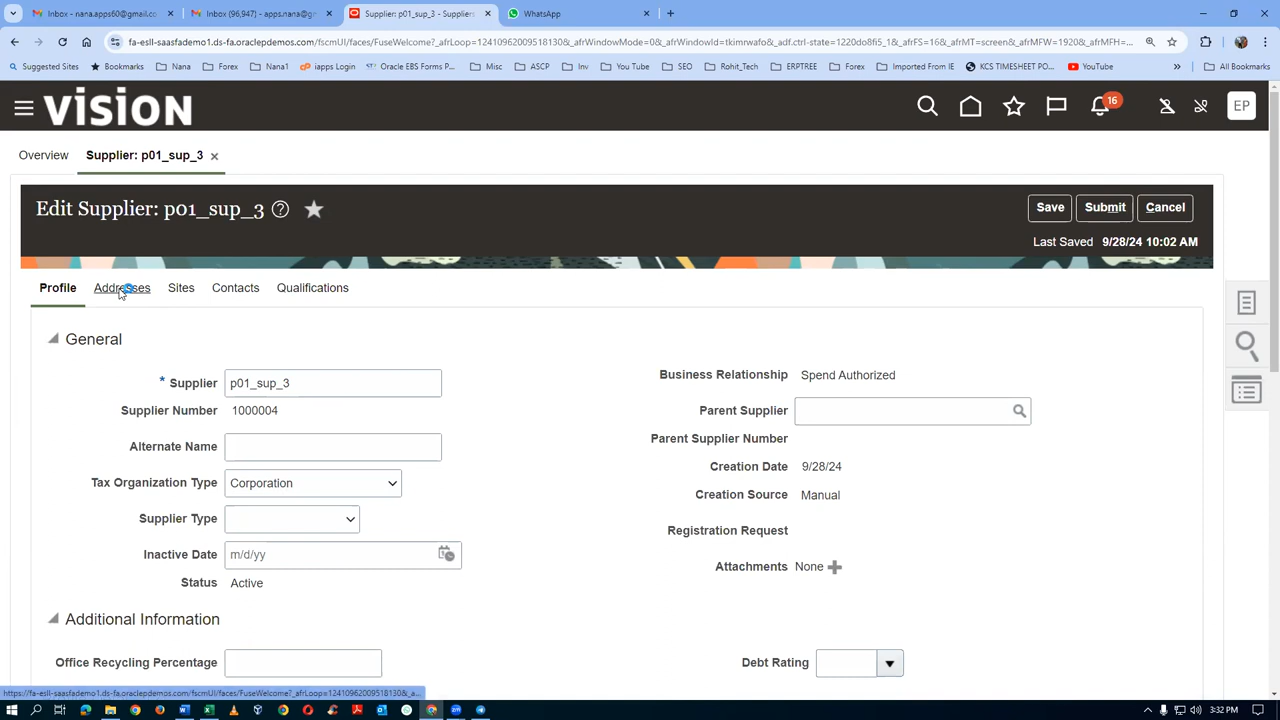 Inbox - nana.apps60@gmail.co
Inbox (96,947) - apps.nana@g
Supplier: p01_sup_3 - Suppliers
WhatsApp
fa-esll-saasfademo1.ds-fa.oraclepdemos.com/fscmUI/faces/FuseWelcome?_afrLoop=12410962009518130&_afrWindowMode=0&_afrWindowId=tkimrwafo&_adf.ctrl-state=1220do8fi5_1&_afrFS=16&_afrMT=screen&_afrMFW=1920&_afrMFH=...
Suggested Sites
Bookmarks
Nana
Forex
Nana1
iapps Login
Oracle EBS Forms P...
Misc
ASCP
Inv
You Tube
SEO
Rohit_Tech
ERPTREE
Forex
Imported From IE
KCS TIMESHEET PO...
YouTube
»
All Bookmarks
vision
16
EP
Overview
Supplier: p01_sup_3
Edit Supplier: p01_sup_3
Save
Submit
Cancel
Last Saved 9/28/24 10:02 AM
Profile
Addresses
Sites
Contacts
Qualifications
General
* Supplier p01_sup_3
Supplier Number 1000004
Alternate Name
Tax Organization Type Corporation
Supplier Type
Inactive Date m/d/yy
Status Active
Business Relationship Spend Authorized
Parent Supplier
Parent Supplier Number
Creation Date 9/28/24
Creation Source Manual
Registration Request
Attachments None
Additional Information
Office Recycling Percentage
Debt Rating
https://fa-esll-saasfademo1.ds-fa.oraclepdemos.com/fscmUI/faces/FuseWelcome?_afrLoop=12410962009518130&_a...
3:32 PM